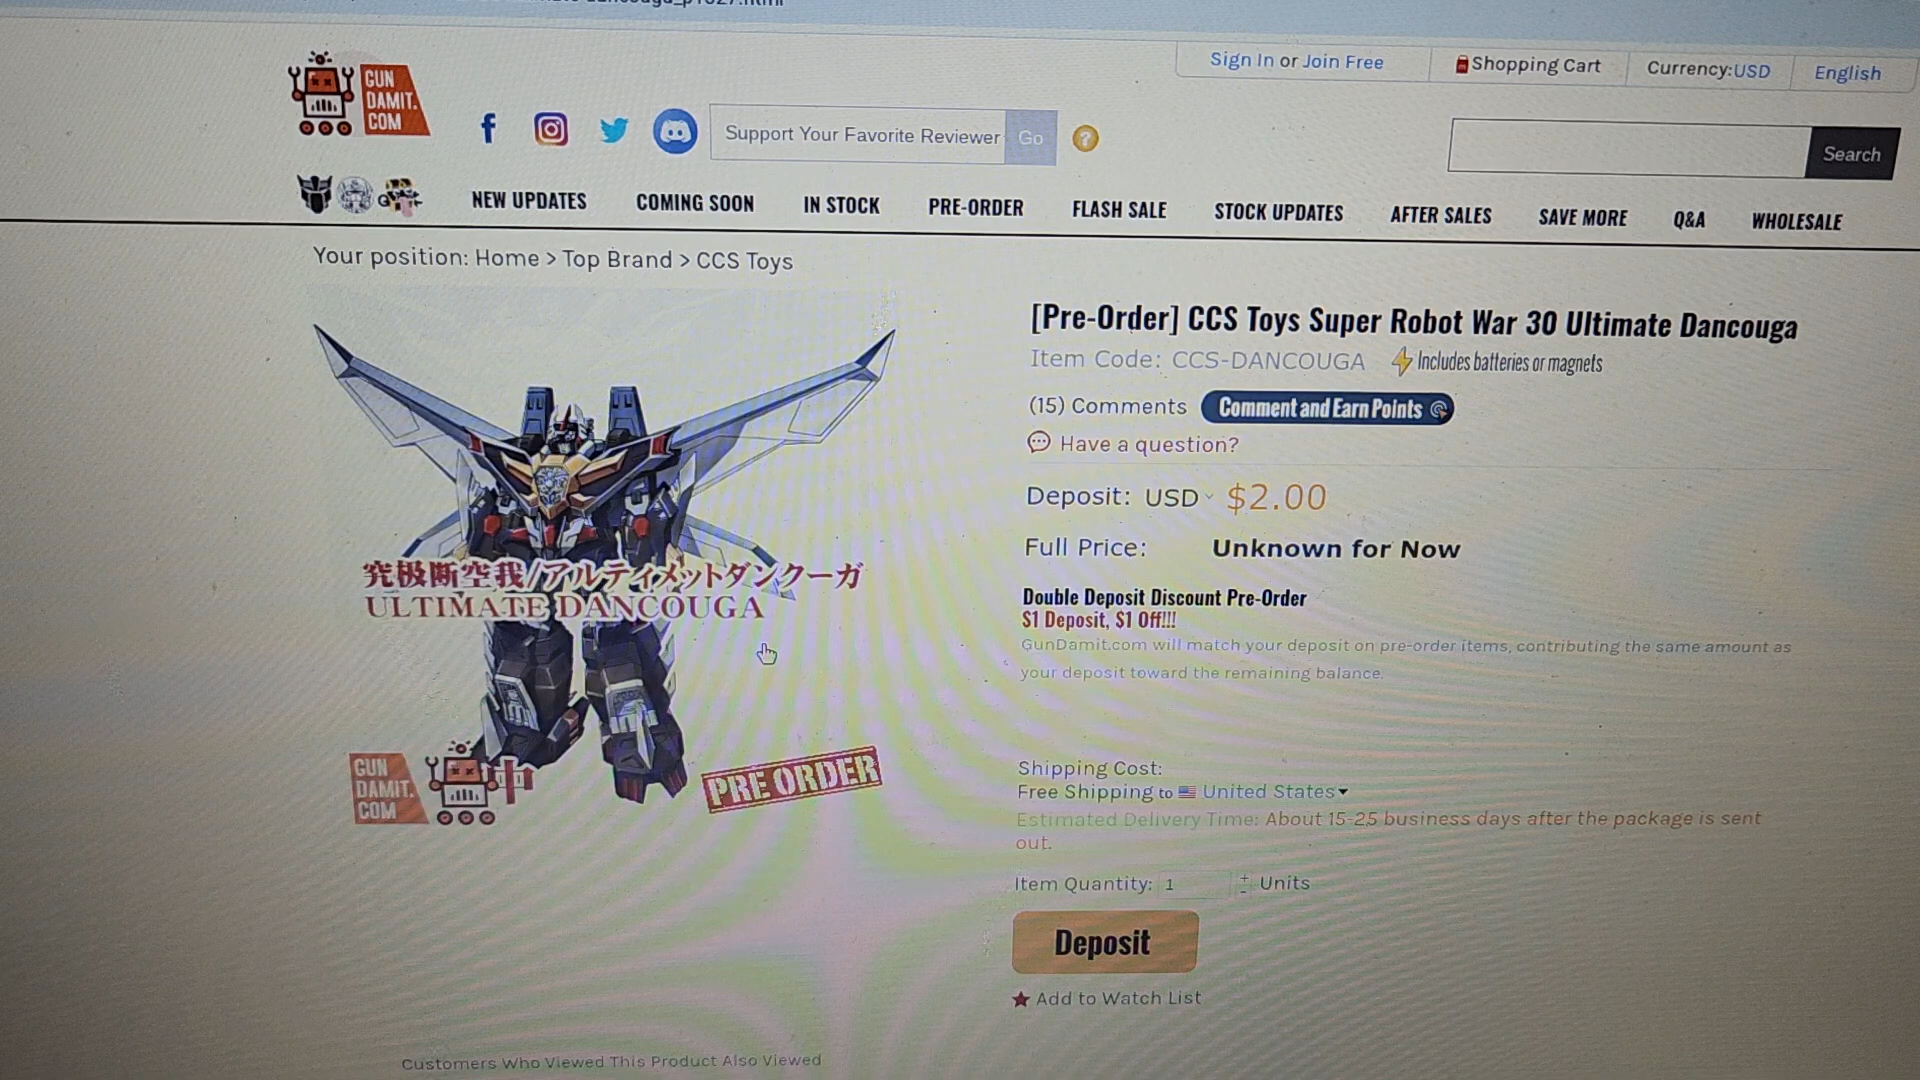 GUN
DAMIT.
COM
Support Your Favorite Reviewer
Go
?
Sign In or Join Free
Shopping Cart
Currency:USD
English
Search
NEW UPDATES
COMING SOON
IN STOCK
PRE-ORDER
FLASH SALE
STOCK UPDATES
AFTER SALES
SAVE MORE
Q&A
WHOLESALE
Your position: Home > Top Brand > CCS Toys
究极断空我/アルティメットダンクーガ
ULTIMATE DANCOUGA
GUN
DAMIT.
COM
PRE ORDER
[Pre-Order] CCS Toys Super Robot War 30 Ultimate Dancouga
Item Code: CCS-DANCOUGA
Includes batteries or magnets
(15) Comments
Comment and Earn Points
Have a question?
Deposit: USD $2.00
Full Price: Unknown for Now
Double Deposit Discount Pre-Order
$1 Deposit, $1 Off!!!
GunDamit.com will match your deposit on pre-order items, contributing the same amount as
your deposit toward the remaining balance.
Shipping Cost:
Free Shipping to United States
Estimated Delivery Time: About 15-25 business days after the package is sent
out.
Item Quantity: 1 + - Units
Deposit
Add to Watch List
Customers Who Viewed This Product Also Viewed